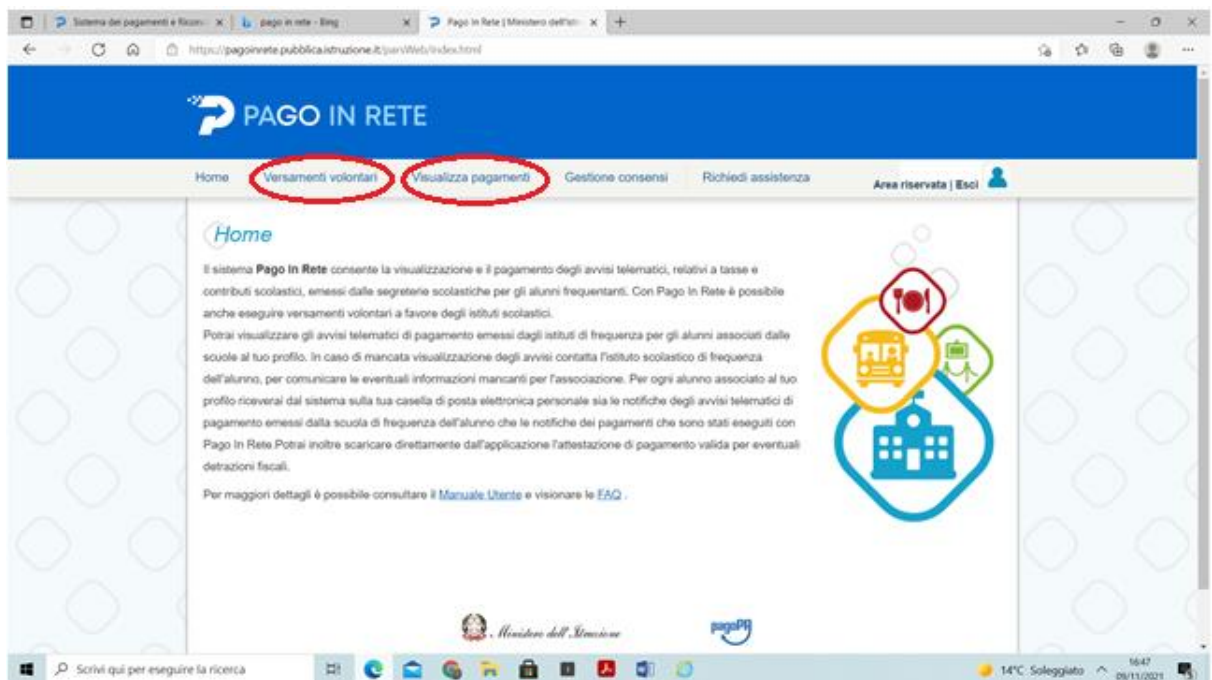 Sistema dei pagamenti e Ricon
pago in rete - Bing
Pago In Rete | Ministero dell'Istr
https://pagoinrete.pubblica.istruzione.it/pars/Web/index.html
PAGO IN RETE
Home Versamenti volontari Visualizza pagamenti Gestione consensi Richiedi assistenza Area riservata | Esci
Home
Il sistema Pago In Rete consente la visualizzazione e il pagamento degli avvisi telematici, relativi a tasse e
contributi scolastici, emessi dalle segreterie scolastiche per gli alunni frequentanti. Con Pago In Rete è possibile
anche eseguire versamenti volontari a favore degli istituti scolastici.
Potrai visualizzare gli avvisi telematici di pagamento emessi dagli istituti di frequenza per gli alunni associati dalle
scuole al tuo profilo. In caso di mancata visualizzazione degli avvisi contatta l'istituto scolastico di frequenza
dell'alunno, per comunicare le eventuali informazioni mancanti per l'associazione. Per ogni alunno associato al tuo
profilo riceverai dal sistema sulla tua casella di posta elettronica personale sia le notifiche degli avvisi telematici di
pagamento emessi dalla scuola di frequenza dell'alunno che le notifiche dei pagamenti che sono stati eseguiti con
Pago In Rete.Potrai inoltre scaricare direttamente dall'applicazione l'attestazione di pagamento valida per eventuali
detrazioni fiscali.
Per maggiori dettagli è possibile consultare il Manuale Utente e visionare le FAQ .
Ministero dell'Istruzione
pagoPA
Scrivi qui per eseguire la ricerca
14°C Soleggiato
16:47
09/11/2021